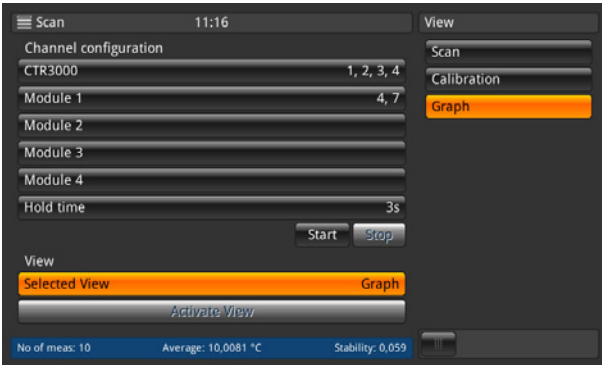 Scan 11:16
Channel configuration
CTR3000 1, 2, 3, 4
Module 1 4, 7
Module 2
Module 3
Module 4
Hold time 3s
Start Stop
View
Selected View Graph
Activate View
No of meas: 10 Average: 10,0081 °C Stability: 0,059
View
Scan
Calibration
Graph